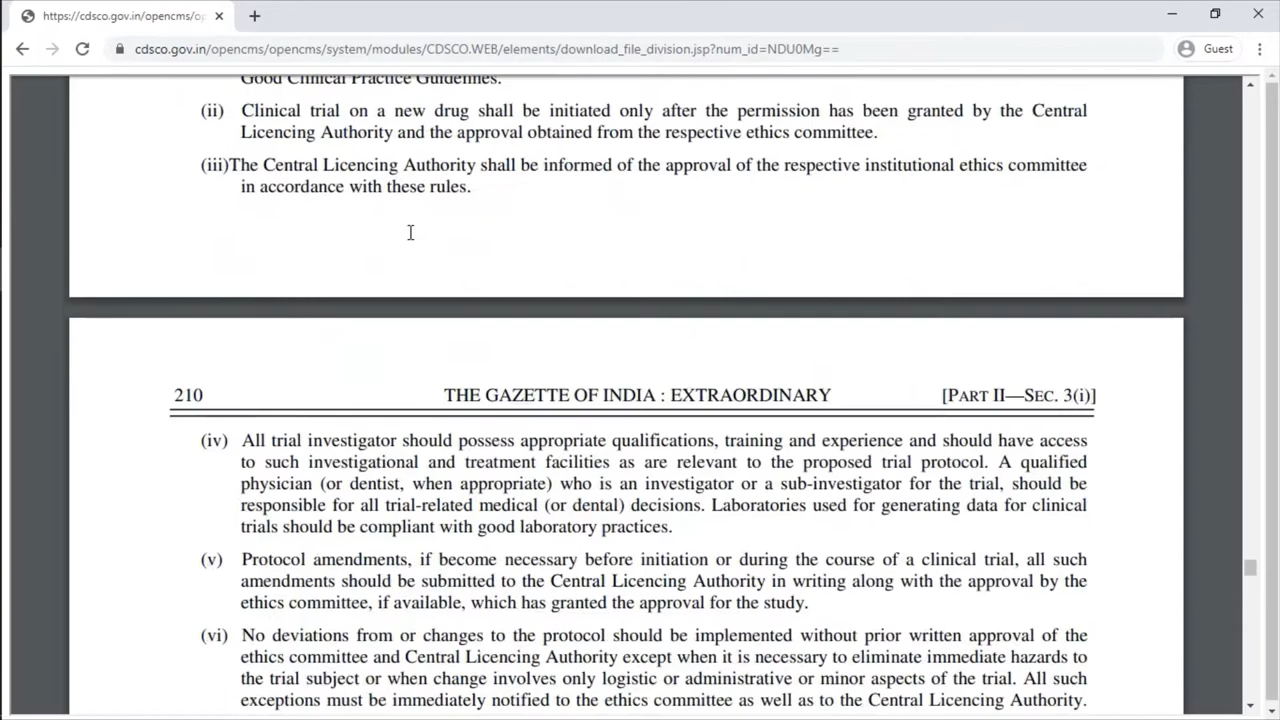 https://cdsco.gov.in/opencms/op
cdsco.gov.in/opencms/opencms/system/modules/CDSCO.WEB/elements/download_file_division.jsp?num_id=NDU0Mg==
Guest
Good Clinical Practice Guidelines.
(ii) Clinical trial on a new drug shall be initiated only after the permission has been granted by the Central
Licencing Authority and the approval obtained from the respective ethics committee.
(iii)The Central Licencing Authority shall be informed of the approval of the respective institutional ethics committee
in accordance with these rules.
210 THE GAZETTE OF INDIA : EXTRAORDINARY [PART II—SEC. 3(i)]
(iv) All trial investigator should possess appropriate qualifications, training and experience and should have access
to such investigational and treatment facilities as are relevant to the proposed trial protocol. A qualified
physician (or dentist, when appropriate) who is an investigator or a sub-investigator for the trial, should be
responsible for all trial-related medical (or dental) decisions. Laboratories used for generating data for clinical
trials should be compliant with good laboratory practices.
(v) Protocol amendments, if become necessary before initiation or during the course of a clinical trial, all such
amendments should be submitted to the Central Licencing Authority in writing along with the approval by the
ethics committee, if available, which has granted the approval for the study.
(vi) No deviations from or changes to the protocol should be implemented without prior written approval of the
ethics committee and Central Licencing Authority except when it is necessary to eliminate immediate hazards to
the trial subject or when change involves only logistic or administrative or minor aspects of the trial. All such
exceptions must be immediately notified to the ethics committee as well as to the Central Licencing Authority.